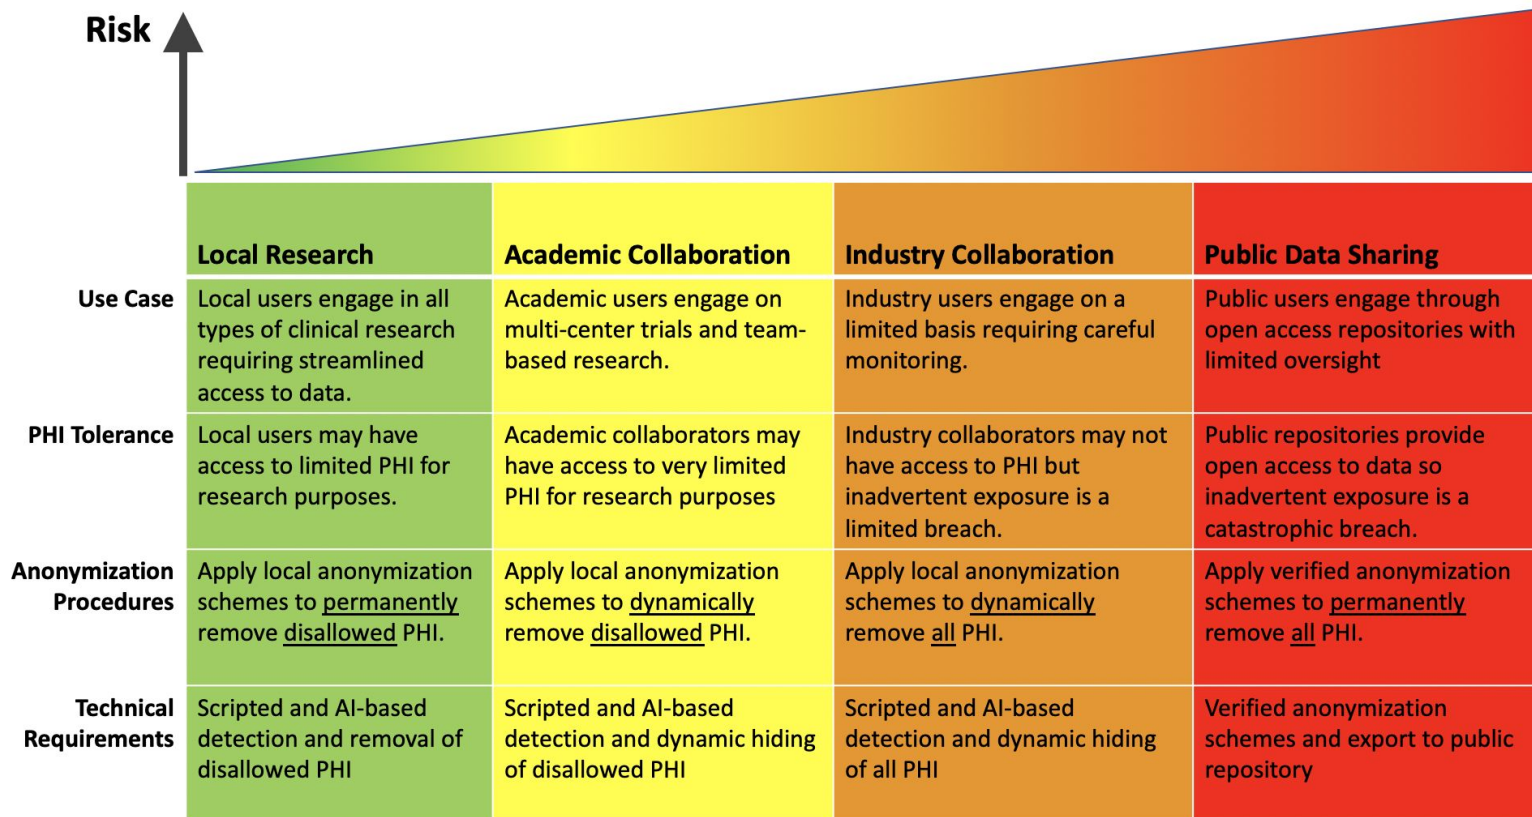 Risk
Local Research
Academic Collaboration
Industry Collaboration
Public Data Sharing
Use Case
Local users engage in all
types of clinical research
requiring streamlined
access to data.
Academic users engage on
multi-center trials and team-
based research.
Industry users engage on a
limited basis requiring careful
monitoring.
Public users engage through
open access repositories with
limited oversight
PHI Tolerance
Local users may have
access to limited PHI for
research purposes.
Academic collaborators may
have access to very limited
PHI for research purposes
Industry collaborators may not
have access to PHI but
inadvertent exposure is a
limited breach.
Public repositories provide
open access to data so
inadvertent exposure is a
catastrophic breach.
Anonymization
Procedures
Apply local anonymization
schemes to permanently
remove disallowed PHI.
Apply local anonymization
schemes to dynamically
remove disallowed PHI.
Apply local anonymization
schemes to dynamically
remove all PHI.
Apply verified anonymization
schemes to permanently
remove all PHI.
Technical
Requirements
Scripted and AI-based
detection and removal of
disallowed PHI
Scripted and AI-based
detection and dynamic hiding
of disallowed PHI
Scripted and AI-based
detection and dynamic hiding
of all PHI
Verified anonymization
schemes and export to public
repository